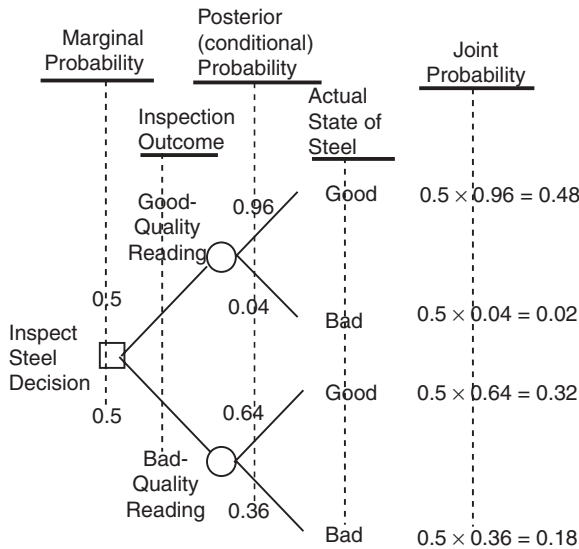 Marginal
Probability
Posterior
(conditional)
Probability
Joint
Probability
Inspection
Outcome
Actual
State of
Steel
Good-
Quality
Reading
0.96
Good
0.5 × 0.96 = 0.48
0.5
0.04
Bad
0.5 × 0.04 = 0.02
Inspect
Steel
Decision
0.5
0.64
Good
0.5 × 0.64 = 0.32
Bad-
Quality
Reading
0.36
Bad
0.5 × 0.36 = 0.18